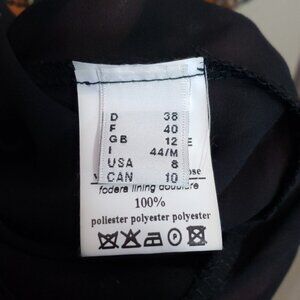 D 38
F 40
GB 12
I 44/M
USA 8
CAN 10
fodera lining doublure
100%
poliester polyester polyester